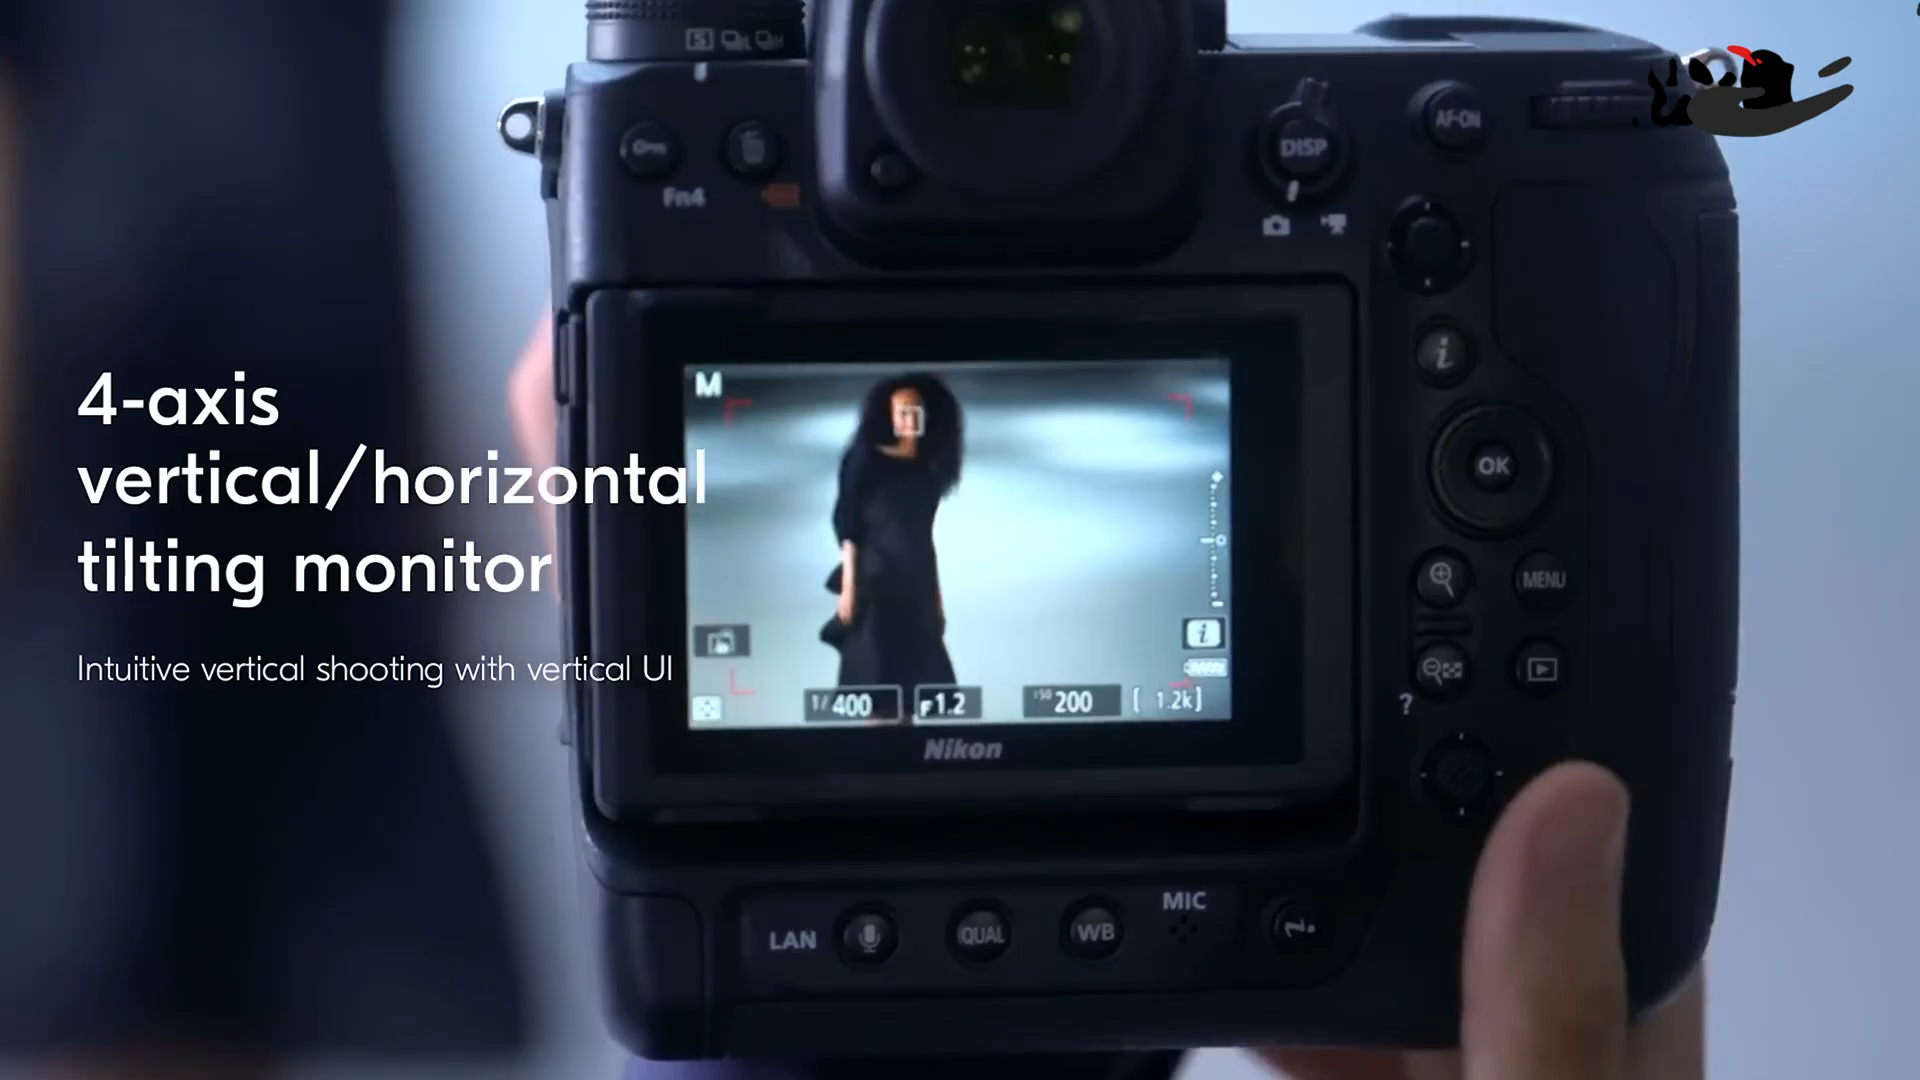 S L H
Fn4
DISP
AF-ON
i
M
4-axis
vertical/horizontal
tilting monitor
OK
MENU
i
Intuitive vertical shooting with vertical UI
1/400 F1.2 ISO 200 [ 1.2k]
?
Nikon
MIC
LAN QUAL WB